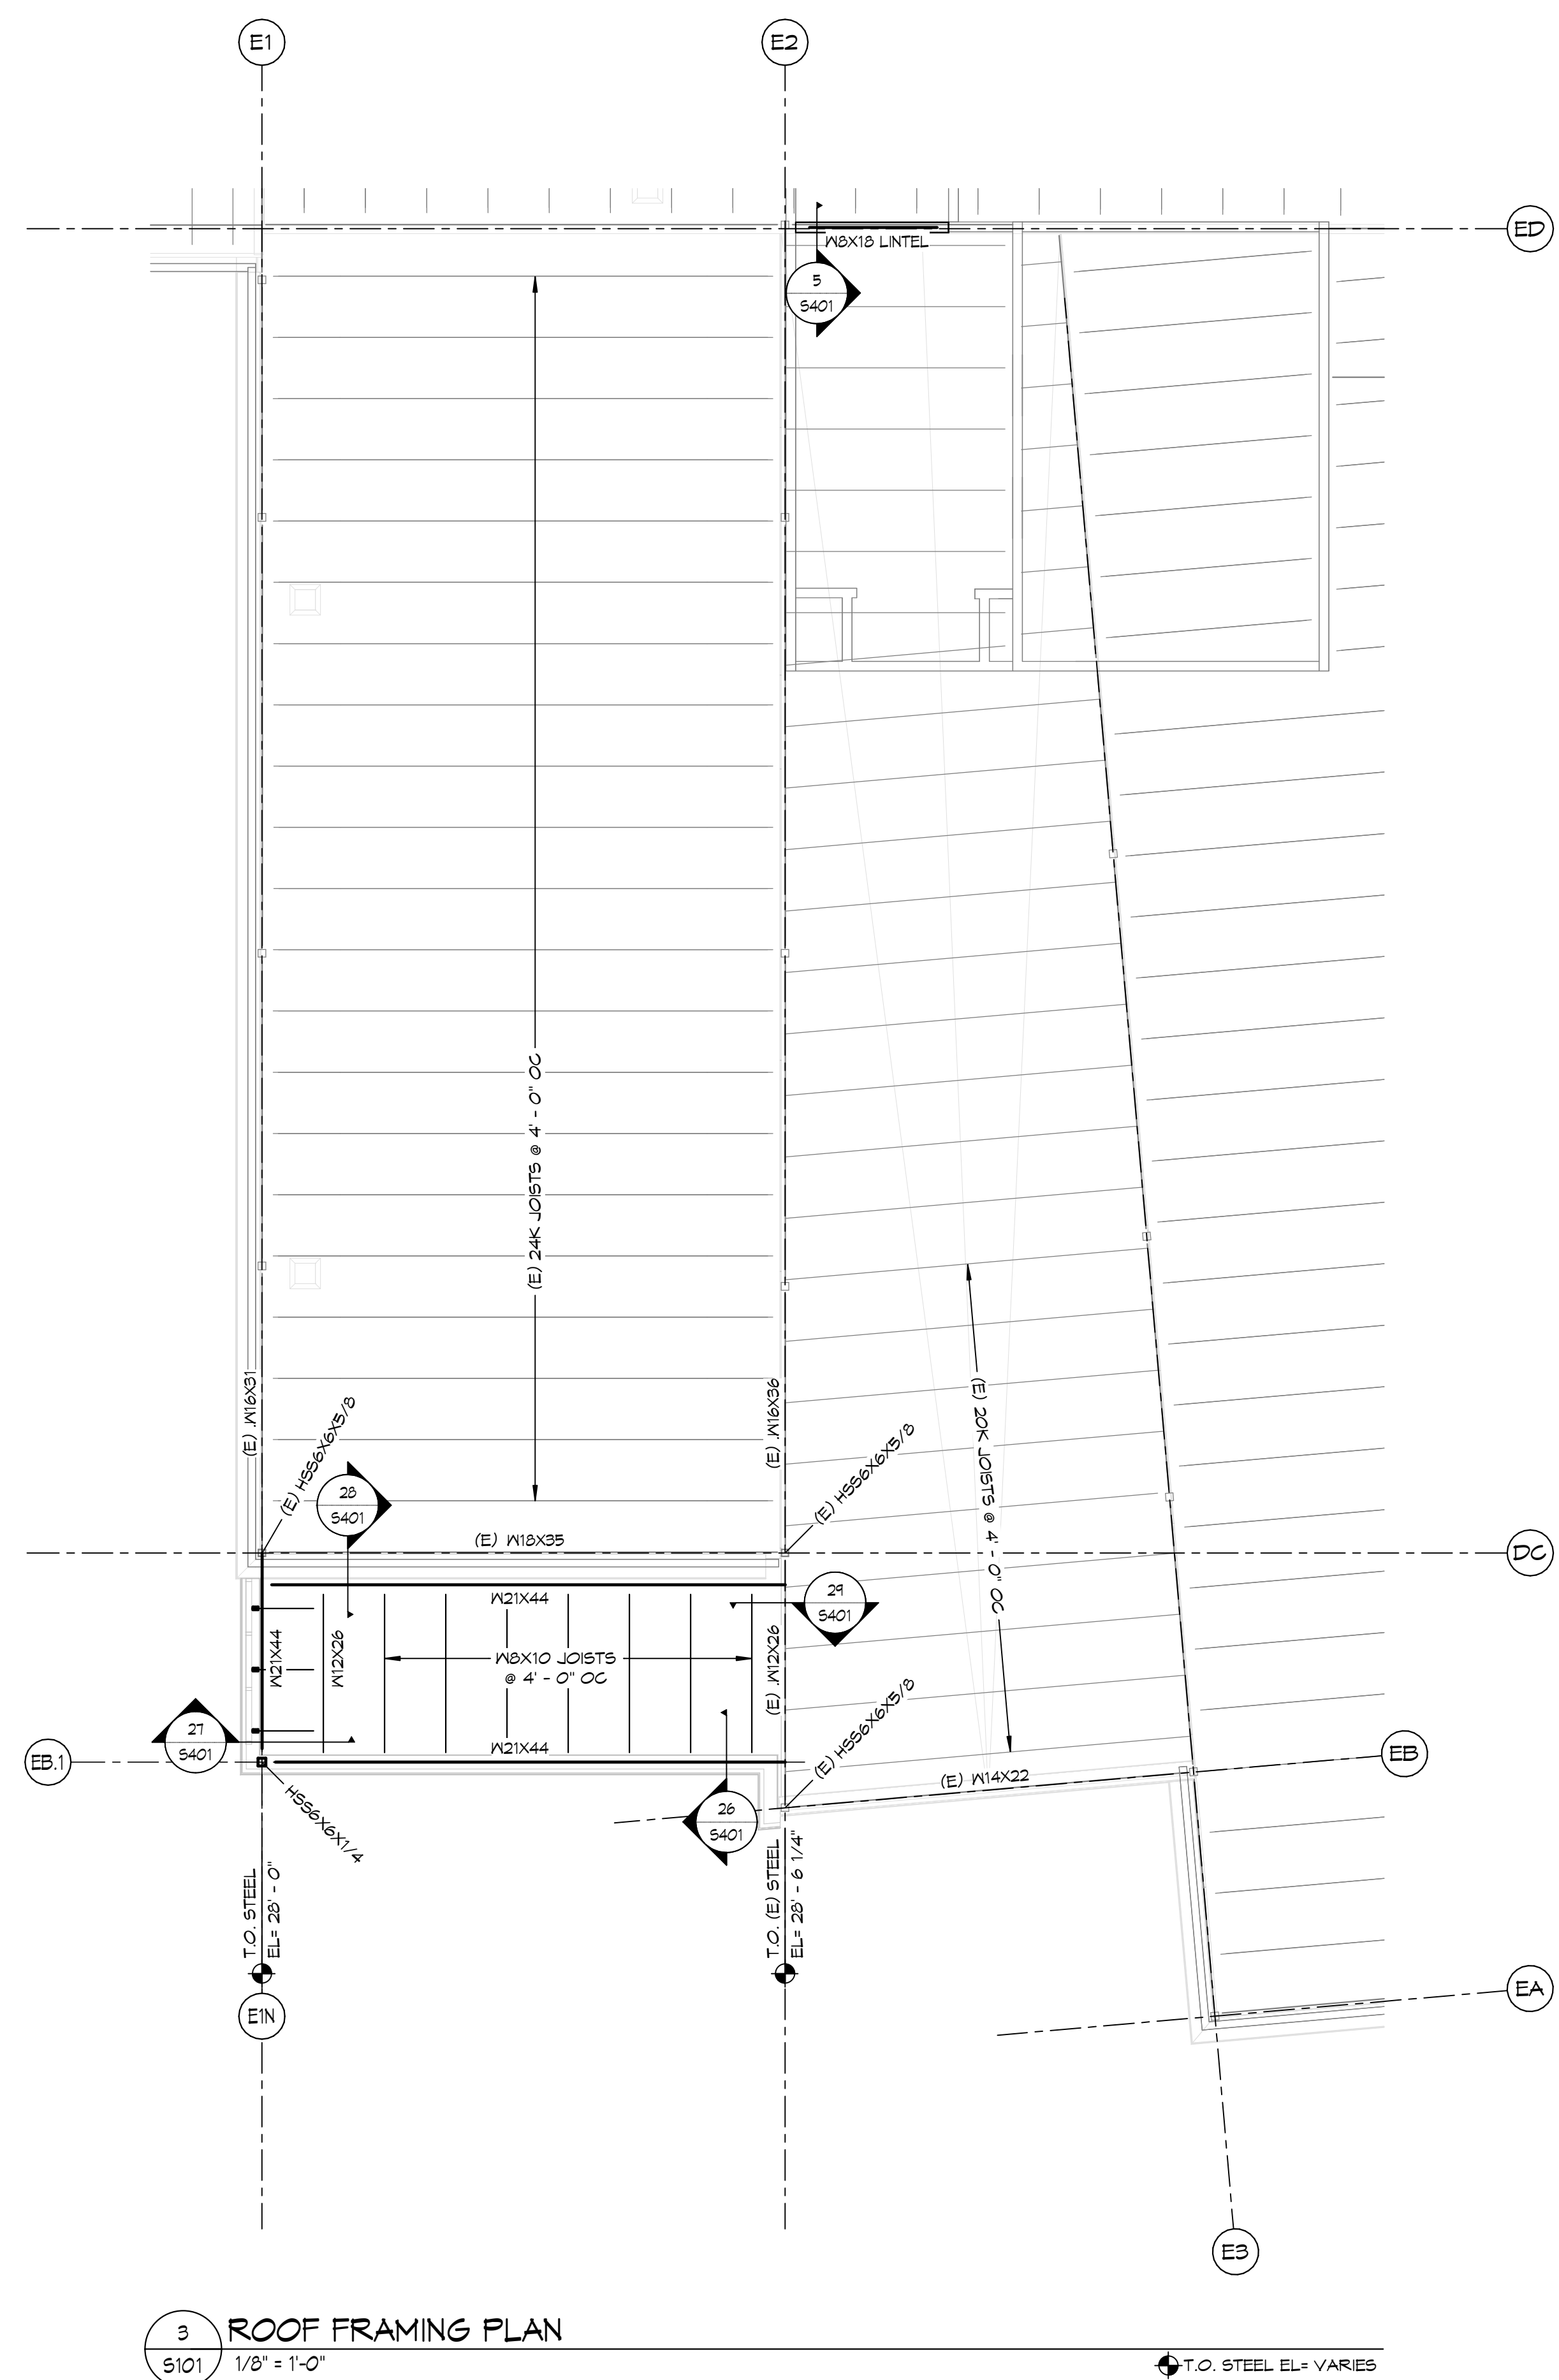 E1
E2
ED
W8X18 LINTEL
5
S401
(E) 24K JOISTS @ 4' - 0" OC
(E) .W16X31
(E) HSS6X6X5/8
(E) .W16X36
(E) HSS6X6X5/8
(E) 20K JOISTS @ 4' - 0" OC
28
S401
(E) W18X35
DC
W21X44
29
S401
W21X44
W12X26
W8X10 JOISTS
@ 4' - 0" OC
(E) .W12X26
(E) HSS6X6X5/8
27
S401
W21X44
EB.1
EB
(E) W14X22
HSS6X6X1/4
26
S401
T.O. STEEL
EL= 28' - 0"
T.O. (E) STEEL
EL= 28' - 6 1/4"
E1N
EA
E3
3
S101
ROOF FRAMING PLAN
1/8" = 1'-0"
T.O. STEEL EL= VARIES